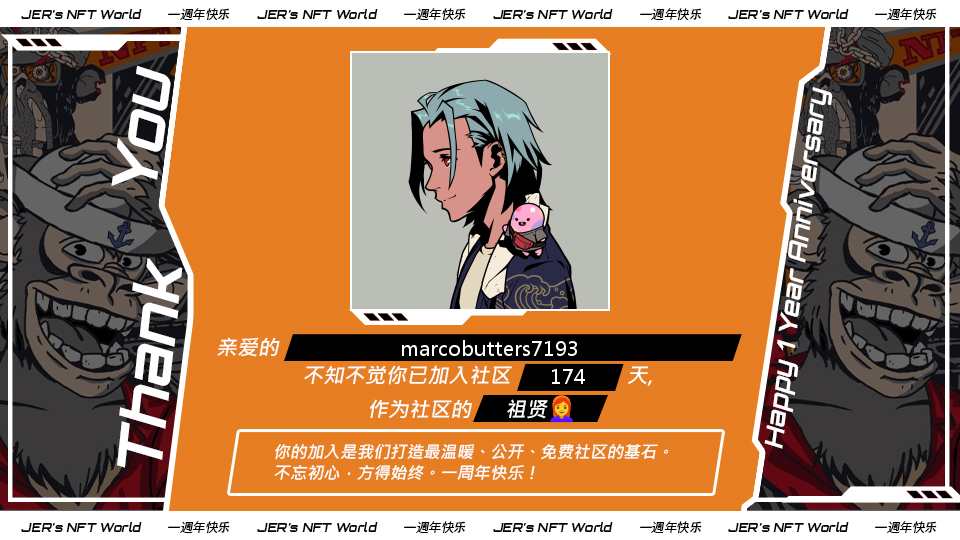 JER's NFT World 一週年快乐 JER's NFT World 一週年快乐 JER's NFT World 一週年快乐 JER's NFT World 一週年快乐
Thank You
Happy 1 Year Anniversary
亲爱的 marcobutters7193
不知不觉你已加入社区 174 天,
作为社区的 祖贤👩‍🦰
你的加入是我们打造最温暖、公开、免费社区的基石。
不忘初心，方得始终。一周年快乐！
JER's NFT World 一週年快乐 JER's NFT World 一週年快乐 JER's NFT World 一週年快乐 JER's NFT World 一週年快乐